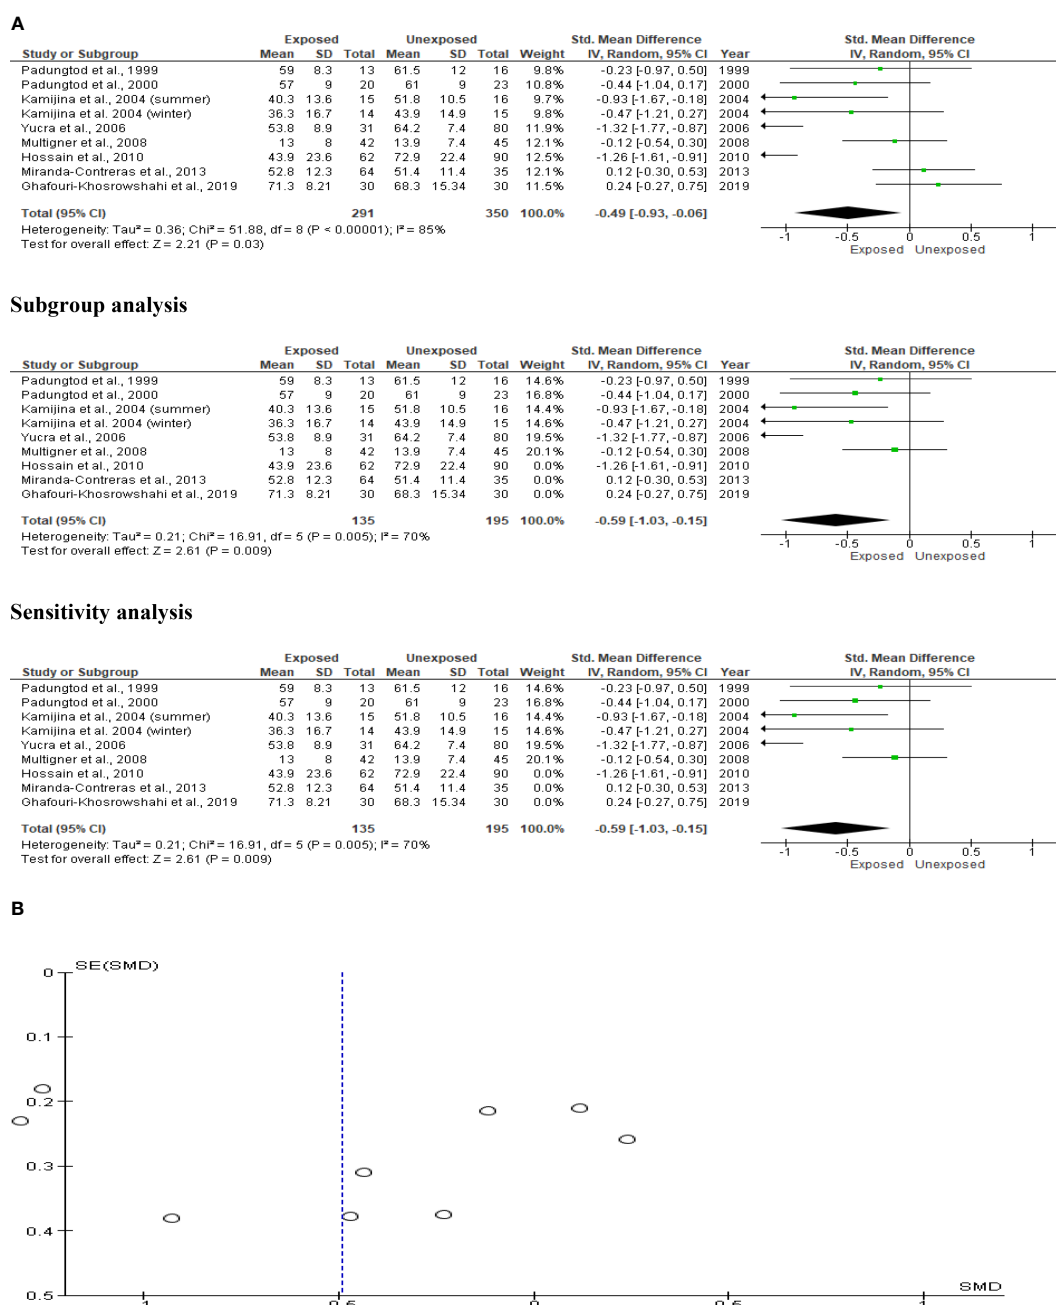 A
Exposed Unexposed Std. Mean Difference Std. Mean Difference
Study or Subgroup Mean SD Total Mean SD Total Weight IV, Random, 95% CI Year IV, Random, 95% CI
Padungtod et al., 1999 59 8.3 13 61.5 12 16 9.8% -0.23 [-0.97, 0.50] 1999
Padungtod et al., 2000 57 9 20 61 9 23 10.8% -0.44 [-1.04, 0.17] 2000
Kamijina et al., 2004 (summer) 40.3 13.6 15 51.8 10.5 16 9.7% -0.93 [-1.67, -0.18] 2004
Kamijina et al. 2004 (winter) 36.3 16.7 14 43.9 14.9 15 9.8% -0.47 [-1.21, 0.27] 2004
Yucra et al., 2006 53.8 8.9 31 64.2 7.4 80 11.9% -1.32 [-1.77, -0.87] 2006
Multigner et al., 2008 13 8 42 13.9 7.4 45 12.1% -0.12 [-0.54, 0.30] 2008
Hossain et al., 2010 43.9 23.6 62 72.9 22.4 90 12.5% -1.26 [-1.61, -0.91] 2010
Miranda-Contreras et al., 2013 52.8 12.3 64 51.4 11.4 35 12.1% 0.12 [-0.30, 0.53] 2013
Ghafouri-Khosrowshahi et al., 2019 71.3 8.21 30 68.3 15.34 30 11.5% 0.24 [-0.27, 0.75] 2019
Total (95% CI) 291 350 100.0% -0.49 [-0.93, -0.06]
Heterogeneity: Tau² = 0.36; Chi² = 51.88, df = 8 (P < 0.00001); I² = 85%
Test for overall effect: Z = 2.21 (P = 0.03)
-1 -0.5 0 0.5 1
Exposed Unexposed
Subgroup analysis
Exposed Unexposed Std. Mean Difference Std. Mean Difference
Study or Subgroup Mean SD Total Mean SD Total Weight IV, Random, 95% CI Year IV, Random, 95% CI
Padungtod et al., 1999 59 8.3 13 61.5 12 16 14.6% -0.23 [-0.97, 0.50] 1999
Padungtod et al., 2000 57 9 20 61 9 23 16.8% -0.44 [-1.04, 0.17] 2000
Kamijina et al., 2004 (summer) 40.3 13.6 15 51.8 10.5 16 14.4% -0.93 [-1.67, -0.18] 2004
Kamijina et al. 2004 (winter) 36.3 16.7 14 43.9 14.9 15 14.6% -0.47 [-1.21, 0.27] 2004
Yucra et al., 2006 53.8 8.9 31 64.2 7.4 80 19.5% -1.32 [-1.77, -0.87] 2006
Multigner et al., 2008 13 8 42 13.9 7.4 45 20.1% -0.12 [-0.54, 0.30] 2008
Hossain et al., 2010 43.9 23.6 62 72.9 22.4 90 0.0% -1.26 [-1.61, -0.91] 2010
Miranda-Contreras et al., 2013 52.8 12.3 64 51.4 11.4 35 0.0% 0.12 [-0.30, 0.53] 2013
Ghafouri-Khosrowshahi et al., 2019 71.3 8.21 30 68.3 15.34 30 0.0% 0.24 [-0.27, 0.75] 2019
Total (95% CI) 135 195 100.0% -0.59 [-1.03, -0.15]
Heterogeneity: Tau² = 0.21; Chi² = 16.91, df = 5 (P = 0.005); I² = 70%
Test for overall effect: Z = 2.61 (P = 0.009)
-1 -0.5 0 0.5 1
Exposed Unexposed
Sensitivity analysis
Exposed Unexposed Std. Mean Difference Std. Mean Difference
Study or Subgroup Mean SD Total Mean SD Total Weight IV, Random, 95% CI Year IV, Random, 95% CI
Padungtod et al., 1999 59 8.3 13 61.5 12 16 14.6% -0.23 [-0.97, 0.50] 1999
Padungtod et al., 2000 57 9 20 61 9 23 16.8% -0.44 [-1.04, 0.17] 2000
Kamijina et al., 2004 (summer) 40.3 13.6 15 51.8 10.5 16 14.4% -0.93 [-1.67, -0.18] 2004
Kamijina et al. 2004 (winter) 36.3 16.7 14 43.9 14.9 15 14.6% -0.47 [-1.21, 0.27] 2004
Yucra et al., 2006 53.8 8.9 31 64.2 7.4 80 19.5% -1.32 [-1.77, -0.87] 2006
Multigner et al., 2008 13 8 42 13.9 7.4 45 20.1% -0.12 [-0.54, 0.30] 2008
Hossain et al., 2010 43.9 23.6 62 72.9 22.4 90 0.0% -1.26 [-1.61, -0.91] 2010
Miranda-Contreras et al., 2013 52.8 12.3 64 51.4 11.4 35 0.0% 0.12 [-0.30, 0.53] 2013
Ghafouri-Khosrowshahi et al., 2019 71.3 8.21 30 68.3 15.34 30 0.0% 0.24 [-0.27, 0.75] 2019
Total (95% CI) 135 195 100.0% -0.59 [-1.03, -0.15]
Heterogeneity: Tau² = 0.21; Chi² = 16.91, df = 5 (P = 0.005); I² = 70%
Test for overall effect: Z = 2.61 (P = 0.009)
-1 -0.5 0 0.5 1
Exposed Unexposed
B
SE(SMD)
0
0.1
0.2
0.3
0.4
0.5
SMD
-1 -0.5 0 0.5 1